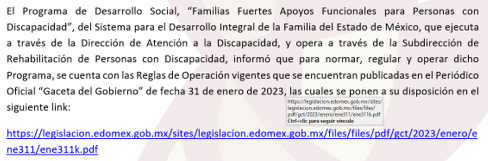 El Programa de Desarrollo Social, “Familias Fuertes Apoyos Funcionales para Personas con
Discapacidad”, del Sistema para el Desarrollo Integral de la Familia del Estado de México, que ejecuta
a través de la Dirección de Atención a la Discapacidad, y opera a través de la Subdirección de
Rehabilitación de Personas con Discapacidad, informó que para normar, regular y operar dicho
Programa, se cuenta con las Reglas de Operación vigentes que se encuentran publicadas en el Periódico
Oficial “Gaceta del Gobierno” de fecha 31 de enero de 2023, las cuales se ponen a su disposición en el
siguiente link:
https://legislacion.edomex.gob.mx/sites/
legislacion.edomex.gob.mx/files/files/
pdf/gct/2023/enero/ene311/ene311k.pdf
Ctrl+clic para seguir vínculo
https://legislacion.edomex.gob.mx/sites/legislacion.edomex.gob.mx/files/files/pdf/gct/2023/enero/e
ne311/ene311k.pdf